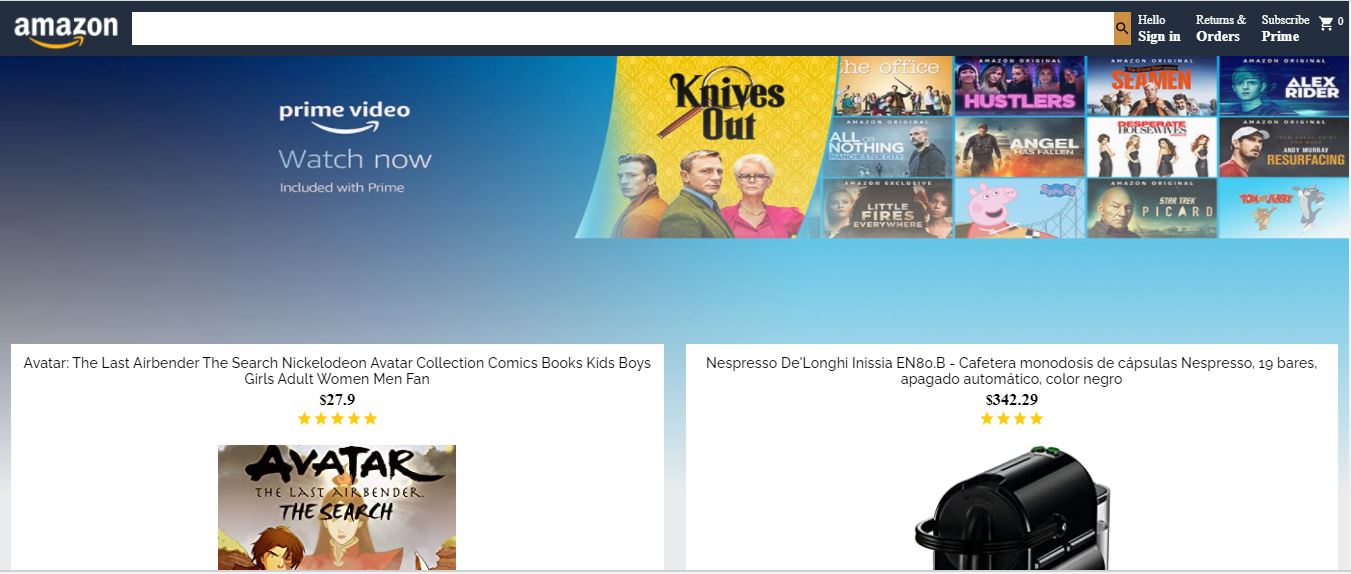 amazon
Hello
Sign in
Returns &
Orders
Subscribe
Prime
0
prime video
Watch now
Included with Prime
Knives
Out
the office
AMAZON ORIGINAL
HUSTLERS
AMAZON ORIGINAL
SEAMEN
AMAZON ORIGINAL
ALEX
RIDER
AMAZON ORIGINAL
ALL OR
NOTHING
MANCHESTER CITY
ANGEL
HAS FALLEN
DESPERATE
HOUSEWIVES
AMAZON ORIGINAL
ANDY MURRAY
RESURFACING
AMAZON EXCLUSIVE
LITTLE
FIRES
EVERYWHERE
Peppa Pig
AMAZON ORIGINAL
STAR TREK
PICARD
TOM and JERRY
Avatar: The Last Airbender The Search Nickelodeon Avatar Collection Comics Books Kids Boys
Girls Adult Women Men Fan
$27.9
AVATAR
THE LAST AIRBENDER
THE SEARCH
Nespresso De'Longhi Inissia EN80.B - Cafetera monodosis de cápsulas Nespresso, 19 bares,
apagado automático, color negro
$342.29